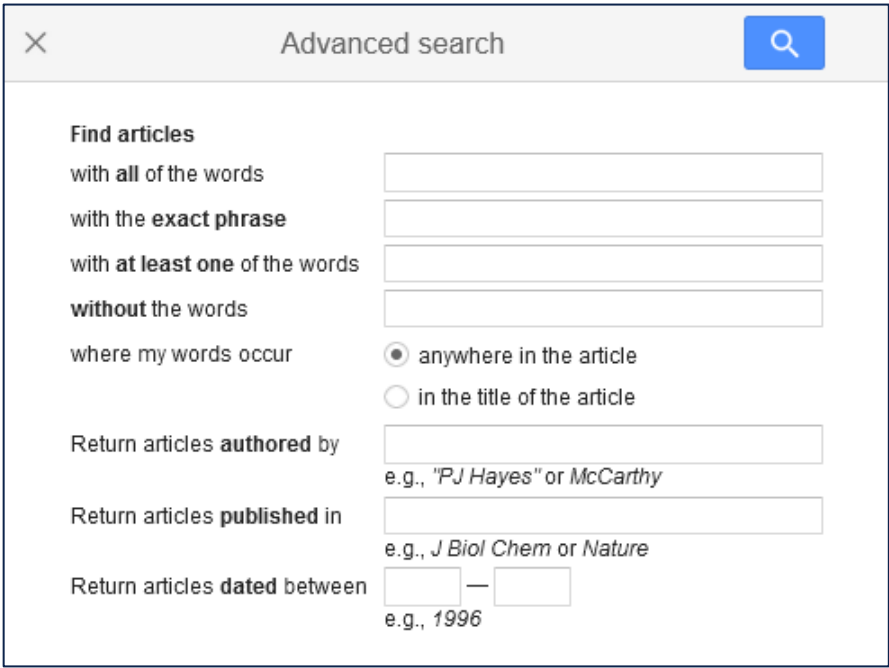 Advanced search
Find articles
with all of the words
with the exact phrase
with at least one of the words
without the words
where my words occur
anywhere in the article
in the title of the article
Return articles authored by
e.g., "PJ Hayes" or McCarthy
Return articles published in
e.g., J Biol Chem or Nature
Return articles dated between —
e.g., 1996